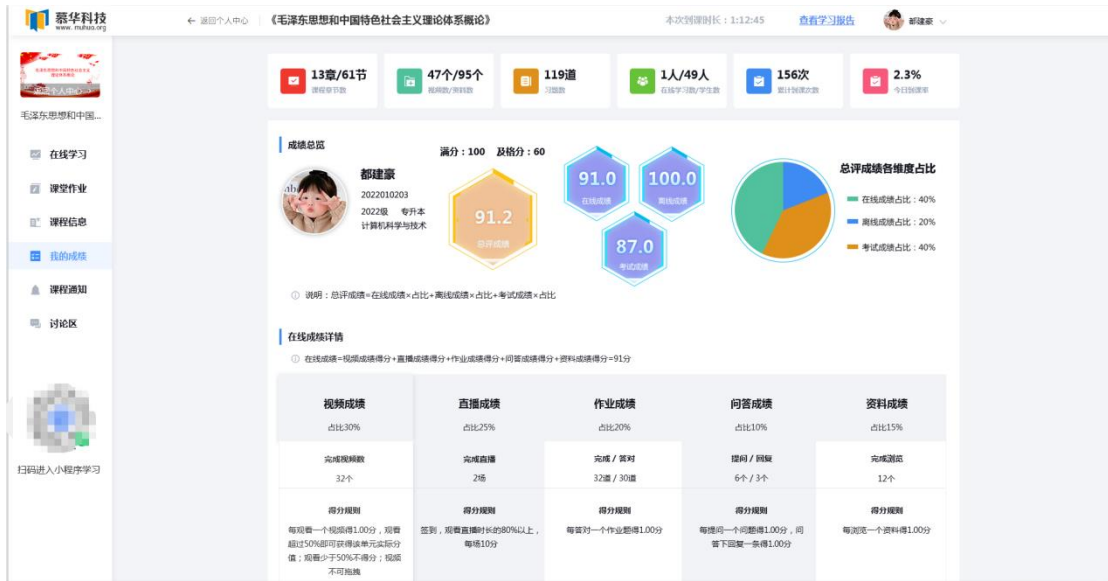 慕华科技
www. muhua.org
← 返回个人中心
《毛泽东思想和中国特色社会主义理论体系概论》
本次到课时长：1:12:45
查看学习报告
都建豪
返回个人中心
毛泽东思想和中国...
在线学习
课堂作业
课程信息
我的成绩
课程通知
讨论区
扫码进入小程序学习
13章/61节
课程章节数
47个/95个
视频数/资料数
119道
习题数
1人/49人
在线学习数/学生数
156次
累计到课次数
2.3%
今日到课率
成绩总览
都建豪
2022010203
2022级 专升本
计算机科学与技术
满分：100 及格分：60
91.2
总评成绩
91.0
在线成绩
100.0
离线成绩
87.0
考试成绩
总评成绩各维度占比
在线成绩占比：40%
离线成绩占比：20%
考试成绩占比：40%
说明：总评成绩=在线成绩×占比+离线成绩×占比+考试成绩×占比
在线成绩详情
在线成绩=视频成绩得分+直播成绩得分+作业成绩得分+问答成绩得分+资料成绩得分=91分
视频成绩
占比30%
完成视频数
32个
得分规则
每观看一个视频得1.00分，观看
超过50%即可获得该单元实际分
值；观看少于50%不得分；视频
不可拖拽
直播成绩
占比25%
完成直播
2场
得分规则
签到，观看直播时长的80%以上，
每场10分
作业成绩
占比20%
完成 / 答对
32道 / 30道
得分规则
每答对一个作业题得1.00分
问答成绩
占比10%
提问 / 回复
6个 / 3个
得分规则
每提问一个问题得1.00分，问
答下回复一条得1.00分
资料成绩
占比15%
完成浏览
12个
得分规则
每浏览一个资料得1.00分